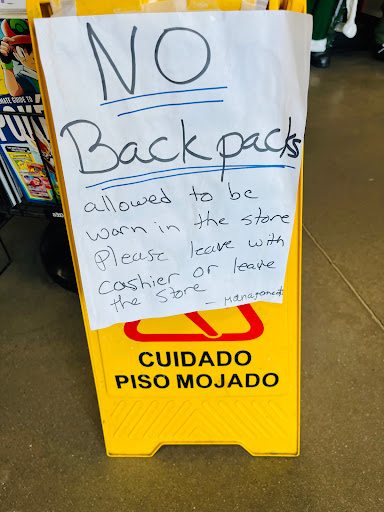 NO
Backpacks
allowed to be
warn in the store
Please leave with
cashier or leave
the store
- Management
CUIDADO
PISO MOJADO